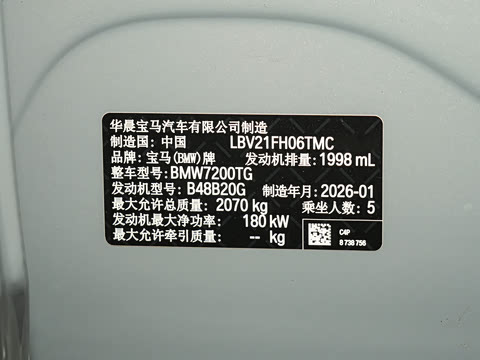 华晨宝马汽车有限公司制造
制造国：中国 LBV21FH06TMC
品牌：宝马(BMW)牌 发动机排量：1998 mL
整车型号：BMW7200TG
发动机型号：B48B20G 制造年月：2026-01
最大允许总质量：2070 kg 乘坐人数：5
发动机最大净功率： 180 kW
最大允许牵引质量： -- kg
C4P
8 738 756